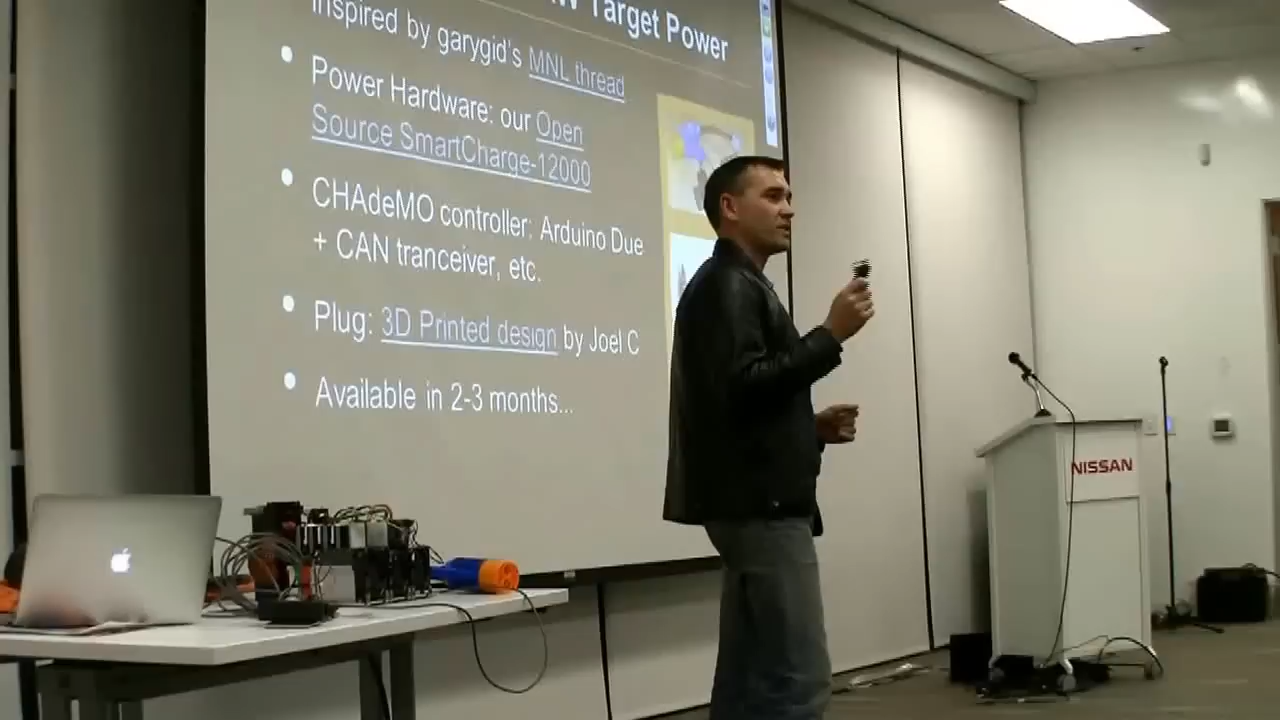 Target Power
inspired by garygid's MNL thread
Power Hardware: our Open
Source SmartCharge-12000
CHAdeMO controller: Arduino Due
+ CAN tranceiver, etc.
Plug: 3D Printed design by Joel C
Available in 2-3 months...
NISSAN